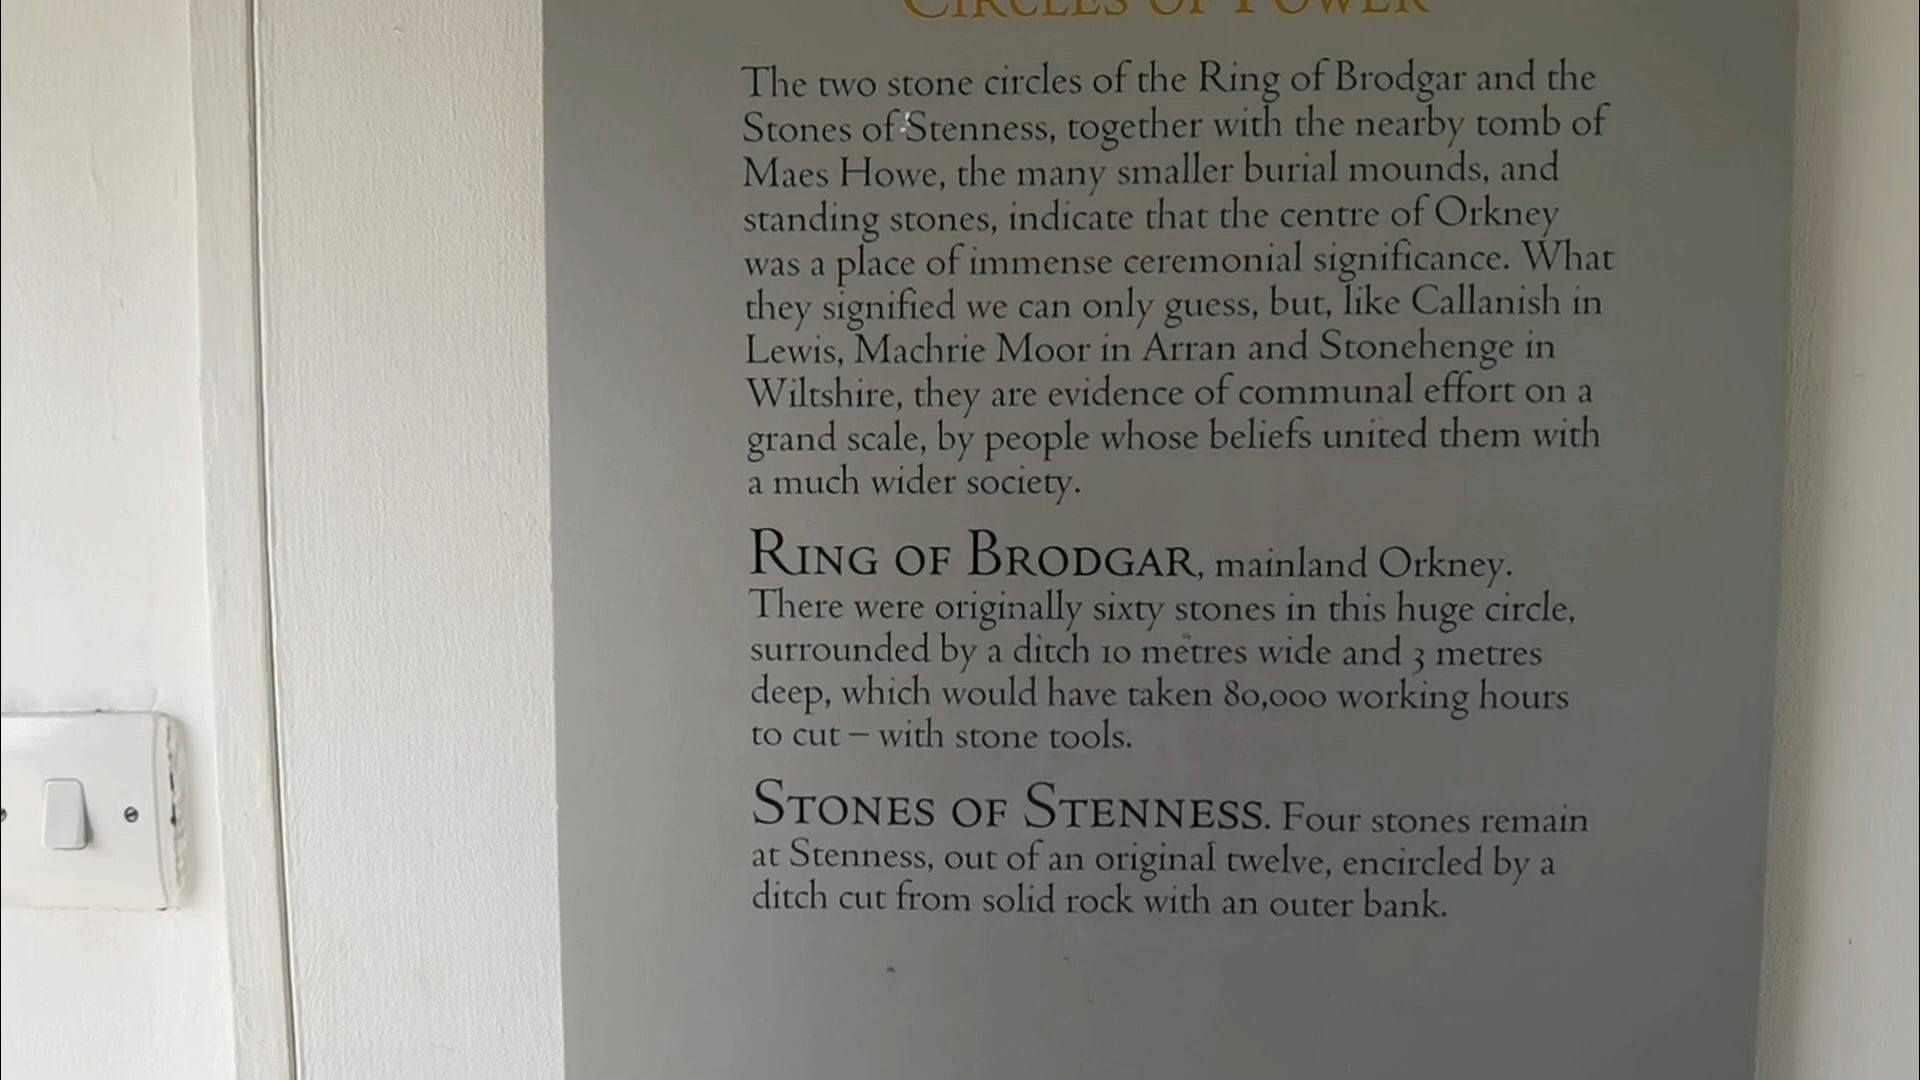 CIRCLES OF POWER
The two stone circles of the Ring of Brodgar and the
Stones of Stenness, together with the nearby tomb of
Maes Howe, the many smaller burial mounds, and
standing stones, indicate that the centre of Orkney
was a place of immense ceremonial significance. What
they signified we can only guess, but, like Callanish in
Lewis, Machrie Moor in Arran and Stonehenge in
Wiltshire, they are evidence of communal effort on a
grand scale, by people whose beliefs united them with
a much wider society.
RING OF BRODGAR, mainland Orkney.
There were originally sixty stones in this huge circle,
surrounded by a ditch 10 metres wide and 3 metres
deep, which would have taken 80,000 working hours
to cut – with stone tools.
STONES OF STENNESS. Four stones remain
at Stenness, out of an original twelve, encircled by a
ditch cut from solid rock with an outer bank.